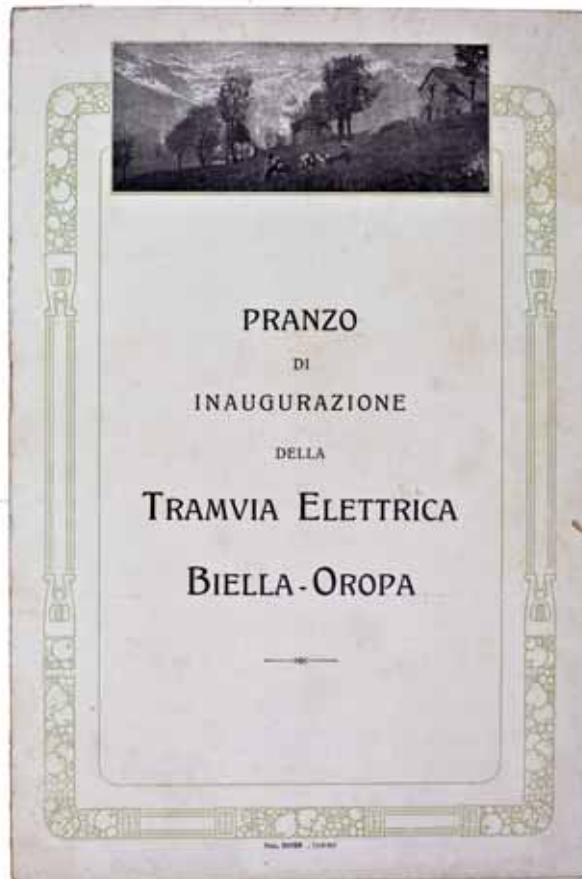 PRANZO
DI
INAUGURAZIONE
DELLA
TRAMVIA ELETTRICA
BIELLA-OROPA